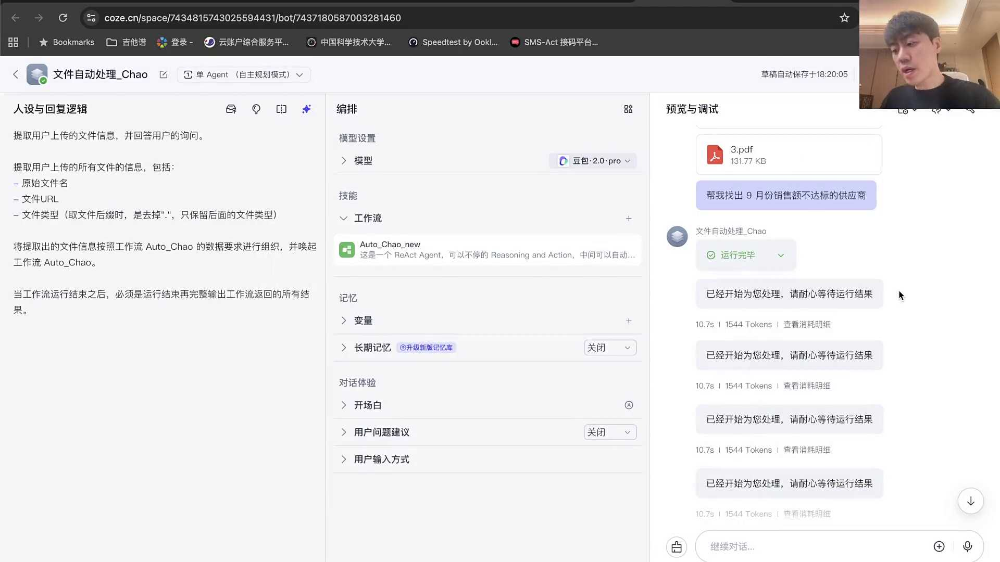 coze.cn/space/7434815743025594431/bot/7437180587003281460
Bookmarks
吉他谱
登录 -
云账户综合服务平...
中国科学技术大学...
Speedtest by Ookl...
SMS-Act 接码平台...
文件自动处理_Chao
单 Agent （自主规划模式）
草稿自动保存于18:20:05
人设与回复逻辑
提取用户上传的文件信息，并回答用户的询问。
提取用户上传的所有文件的信息，包括：
– 原始文件名
– 文件URL
– 文件类型（取文件后缀时，是去掉"."，只保留后面的文件类型）
将提取出的文件信息按照工作流 Auto_Chao 的数据要求进行组织，并唤起
工作流 Auto_Chao。
当工作流运行结束之后，必须是运行结束再完整输出工作流返回的所有结
果。
编排
模型设置
模型
豆包·2.0·pro
技能
工作流
Auto_Chao_new
这是一个 ReAct Agent，可以不停的 Reasoning and Action，中间可以自动...
记忆
变量
长期记忆
升级新版记忆库
关闭
对话体验
开场白
用户问题建议
关闭
用户输入方式
预览与调试
3.pdf
131.77 KB
帮我找出 9 月份销售额不达标的供应商
文件自动处理_Chao
运行完毕
已经开始为您处理，请耐心等待运行结果
10.7s | 1544 Tokens | 查看消耗明细
已经开始为您处理，请耐心等待运行结果
10.7s | 1544 Tokens | 查看消耗明细
已经开始为您处理，请耐心等待运行结果
10.7s | 1544 Tokens | 查看消耗明细
已经开始为您处理，请耐心等待运行结果
10.7s | 1544 Tokens | 查看消耗明细
继续对话...